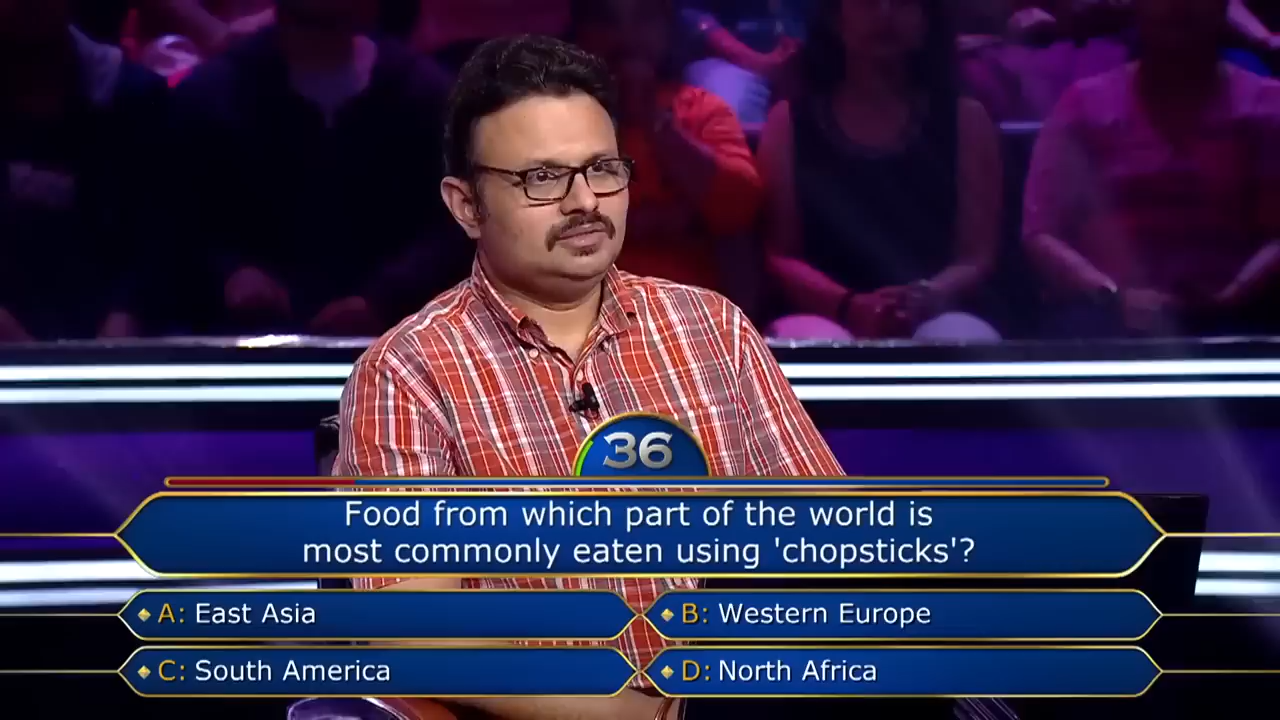 36
Food from which part of the world is
most commonly eaten using 'chopsticks'?
A: East Asia
B: Western Europe
C: South America
D: North Africa